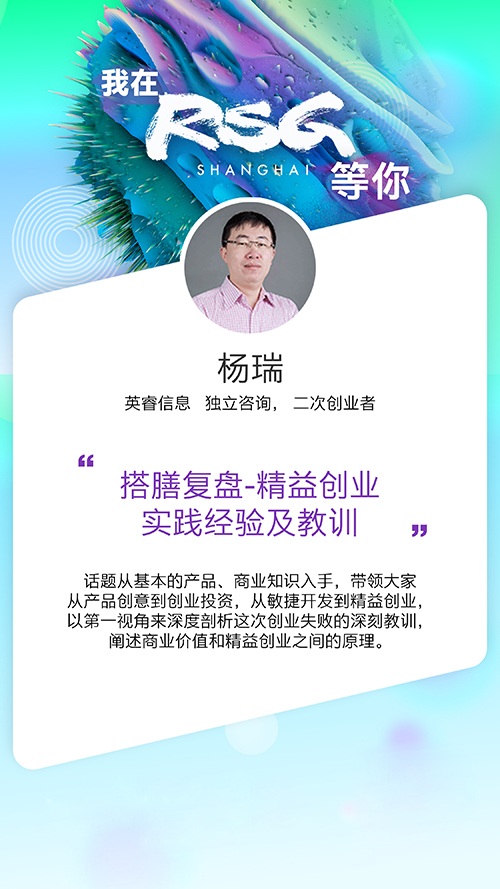 我在
RSG
SHANGHAI
等你
杨瑞
英睿信息 独立咨询， 二次创业者
“
搭膳复盘-精益创业
实践经验及教训
”
话题从基本的产品、商业知识入手，带领大家
从产品创意到创业投资，从敏捷开发到精益创业，
以第一视角来深度剖析这次创业失败的深刻教训，
阐述商业价值和精益创业之间的原理。